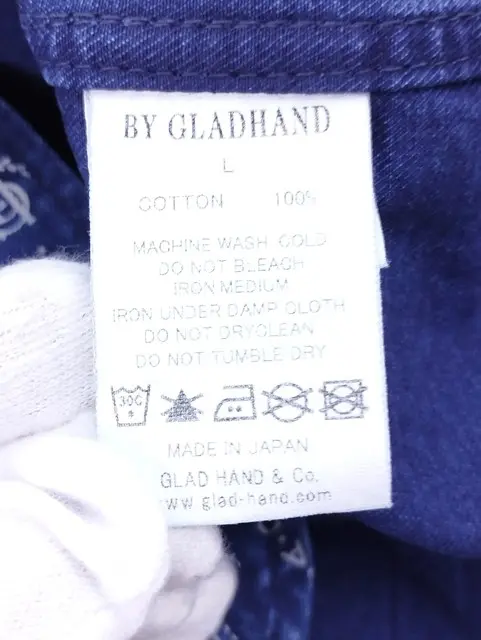 BY GLADHAND
L
COTTON 100%
MACHINE WASH COLD
DO NOT BLEACH
IRON MEDIUM
IRON UNDER DAMP CLOTH
DO NOT DRYCLEAN
DO NOT TUMBLE DRY
30C
MADE IN JAPAN
GLAD HAND & Co.
www.glad-hand.com